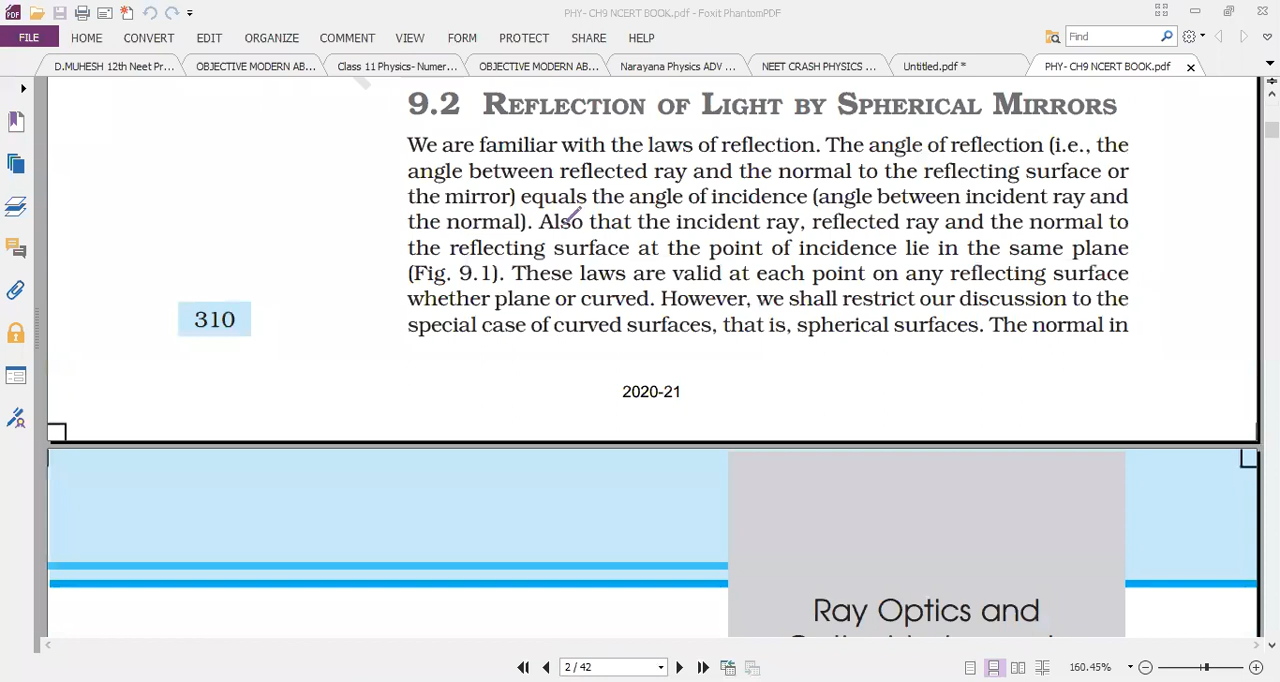 PHY- CH9 NCERT BOOK.pdf - Foxit PhantomPDF
FILE HOME CONVERT EDIT ORGANIZE COMMENT VIEW FORM PROTECT SHARE HELP Find
D.MUHESH 12th Neet Pr... OBJECTIVE MODERN AB... Class 11 Physics- Numer... OBJECTIVE MODERN AB... Narayana Physics ADV ... NEET CRASH PHYSICS ... Untitled.pdf * PHY- CH9 NCERT BOOK.pdf
9.2 REFLECTION OF LIGHT BY SPHERICAL MIRRORS
We are familiar with the laws of reflection. The angle of reflection (i.e., the
angle between reflected ray and the normal to the reflecting surface or
the mirror) equals the angle of incidence (angle between incident ray and
the normal). Also that the incident ray, reflected ray and the normal to
the reflecting surface at the point of incidence lie in the same plane
(Fig. 9.1). These laws are valid at each point on any reflecting surface
whether plane or curved. However, we shall restrict our discussion to the
special case of curved surfaces, that is, spherical surfaces. The normal in
310
2020-21
Ray Optics and
2 / 42 160.45%